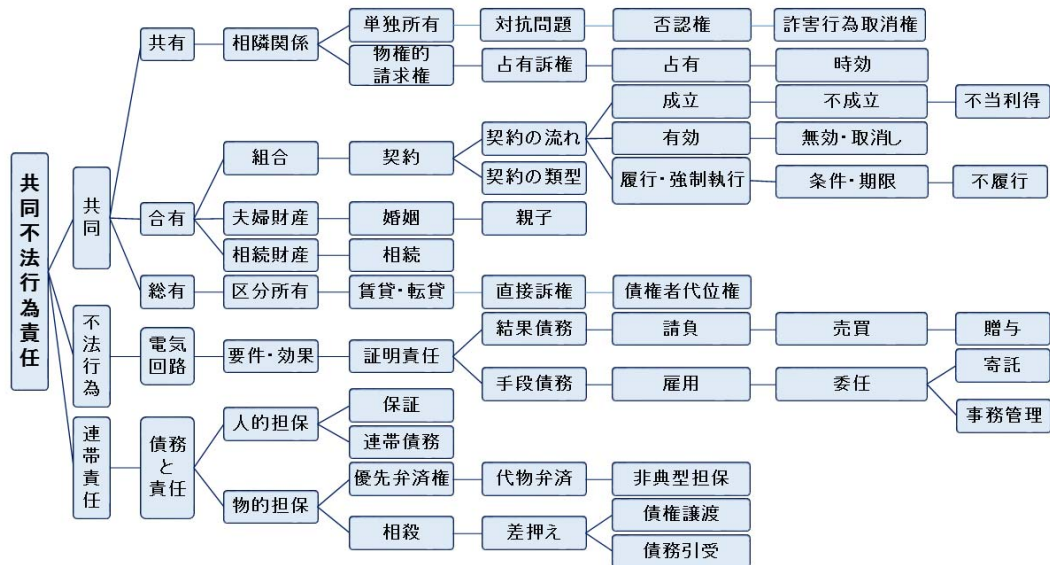 共同不法行為責任
共同
不法行為
連帯責任
共有
合有
総有
電気
回路
債務と責任
相隣関係
組合
夫婦財産
相続財産
区分所有
要件・効果
人的担保
物的担保
単独所有
物権的
請求権
契約
婚姻
相続
賃貸・転貸
証明責任
保証
連帯債務
優先弁済権
相殺
対抗問題
占有訴権
契約の流れ
契約の類型
親子
直接訴権
結果債務
手段債務
代物弁済
差押え
否認権
占有
成立
有効
履行・強制執行
債権者代位権
請負
雇用
非典型担保
債権譲渡
債務引受
詐害行為取消権
時効
不成立
無効・取消し
条件・期限
売買
委任
不当利得
不履行
贈与
寄託
事務管理